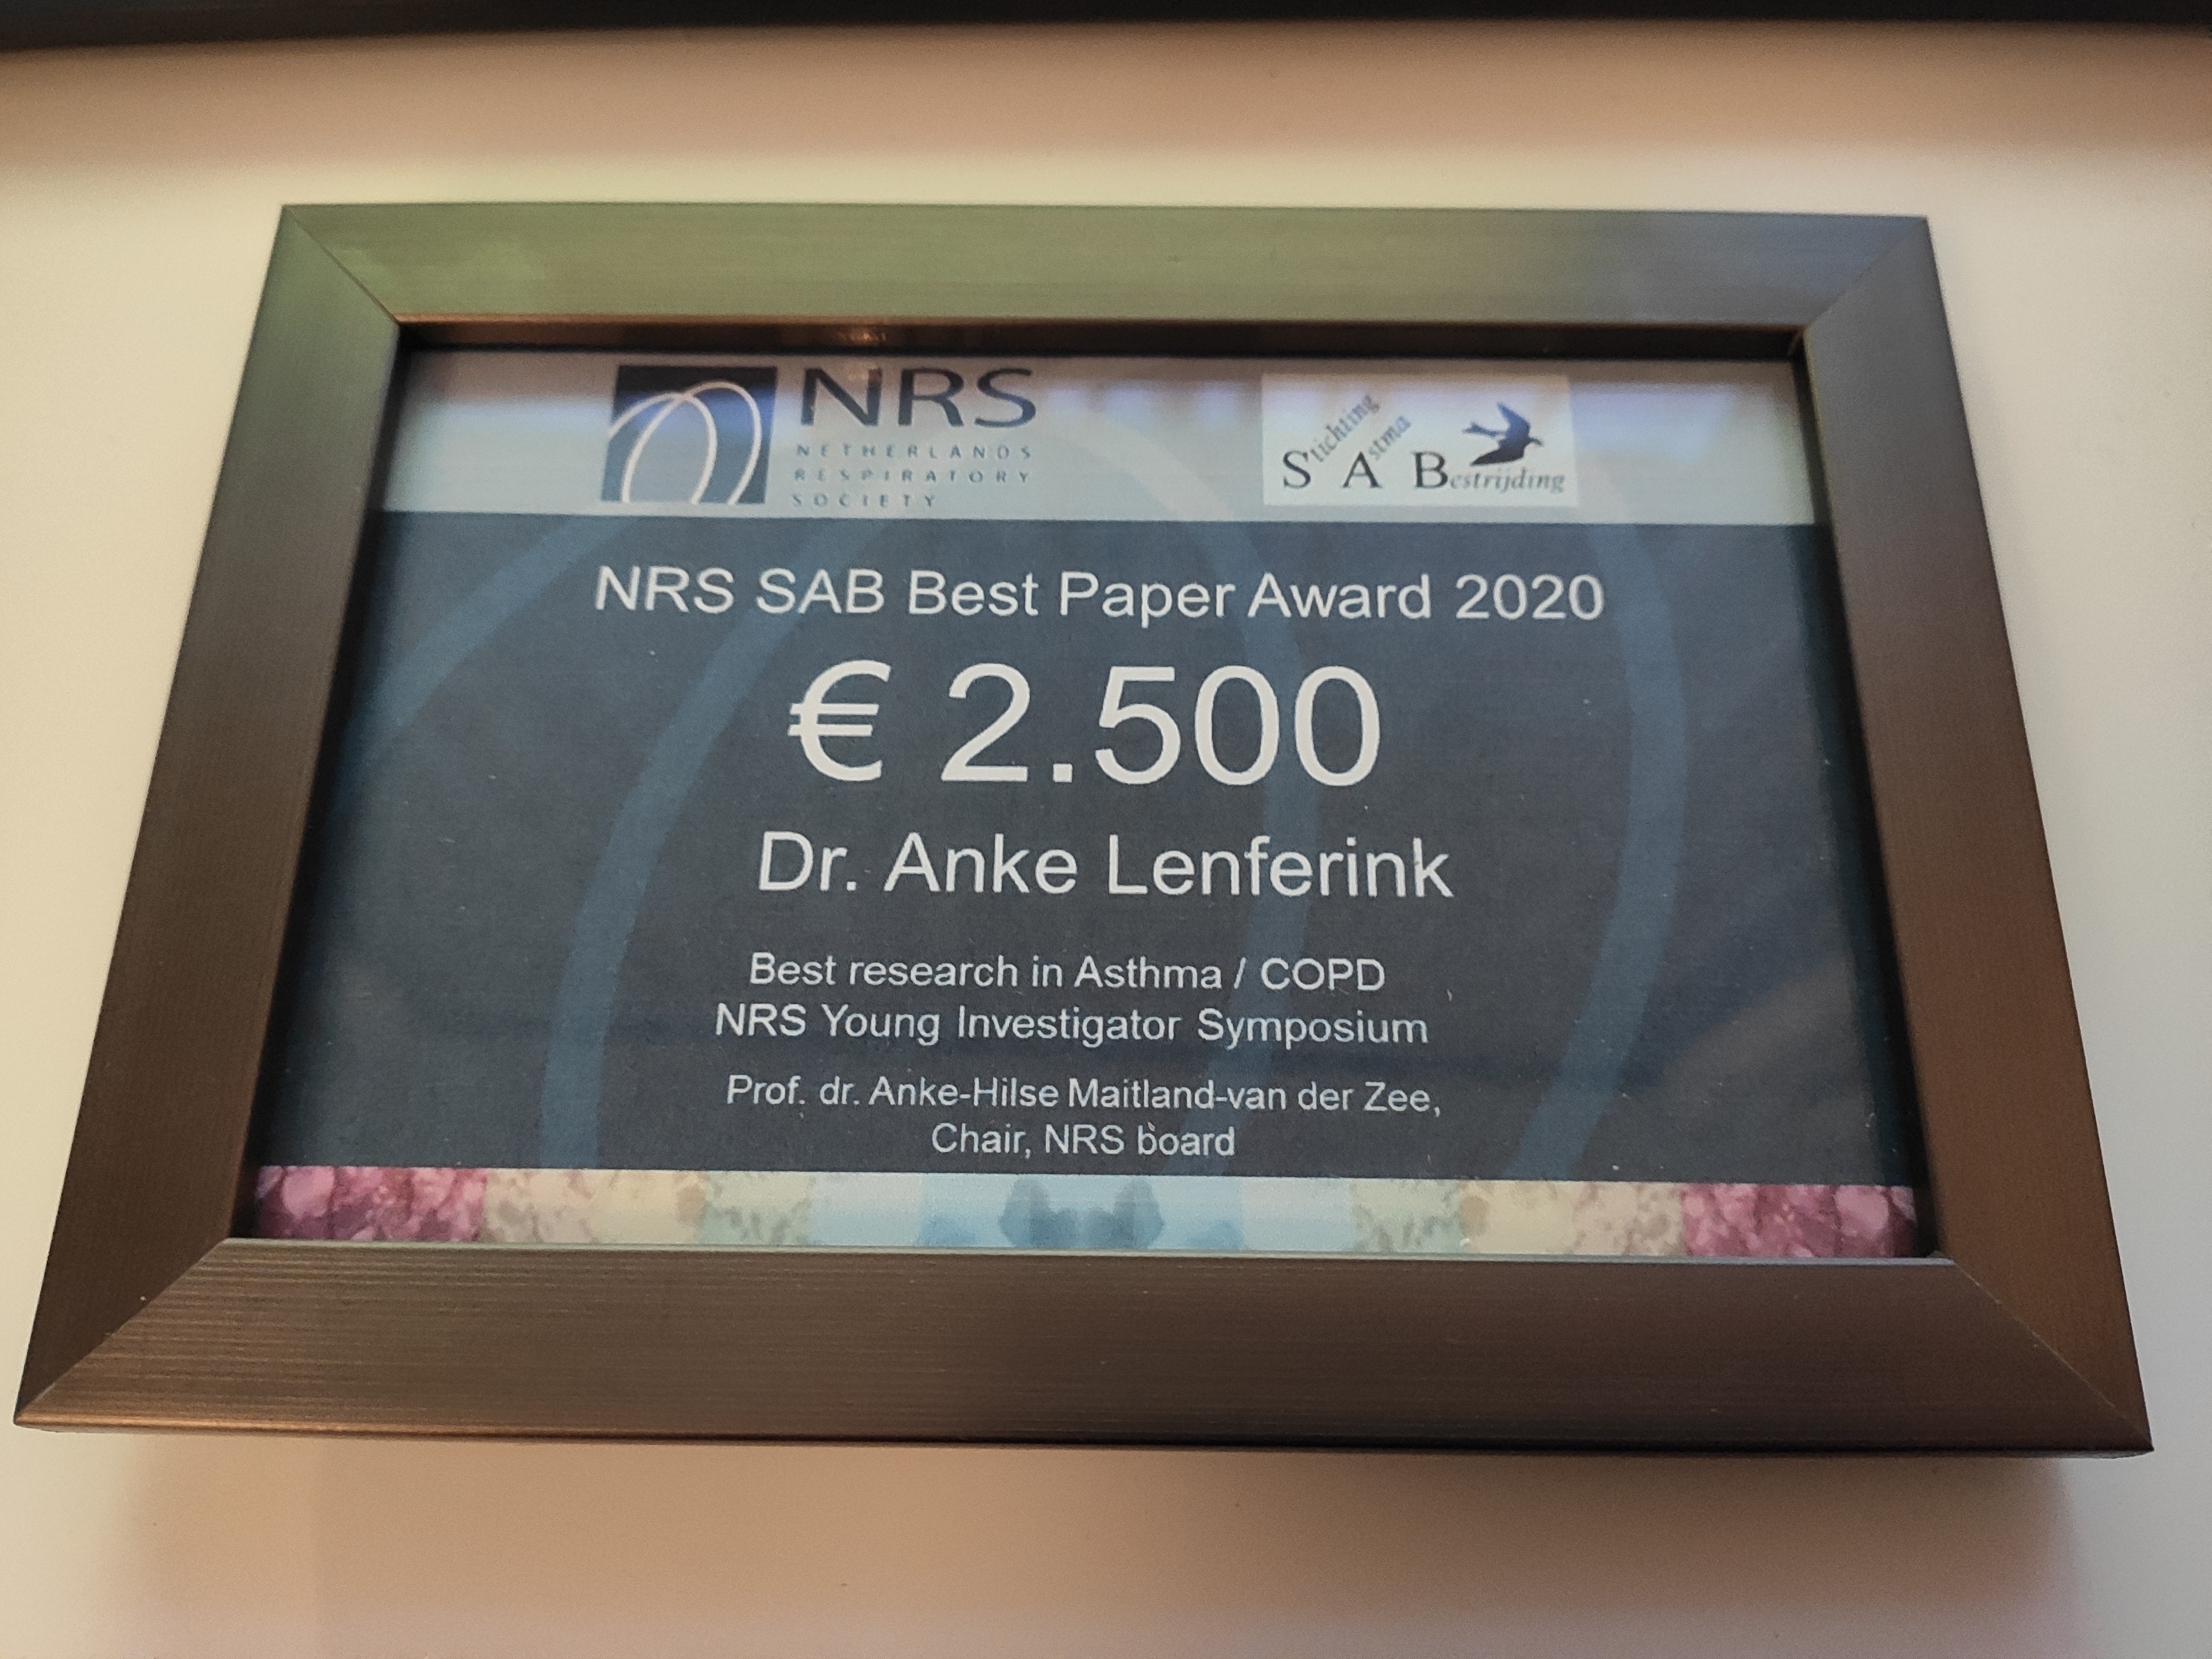 NRS
NETHERLANDS
RESPIRATORY
SOCIETY
Stichting Astma Bestrijding
NRS SAB Best Paper Award 2020
€ 2.500
Dr. Anke Lenferink
Best research in Asthma / COPD
NRS Young Investigator Symposium
Prof. dr. Anke-Hilse Maitland-van der Zee,
Chair, NRS board